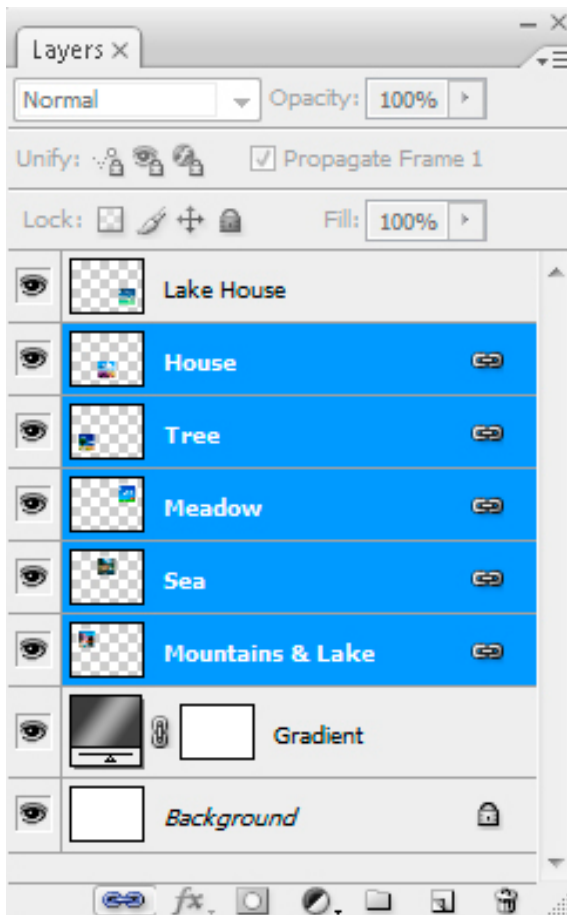 Layers
Normal Opacity: 100%
Unify: Propagate Frame 1
Lock: Fill: 100%
Lake House
House
Tree
Meadow
Sea
Mountains & Lake
Gradient
Background
fx.